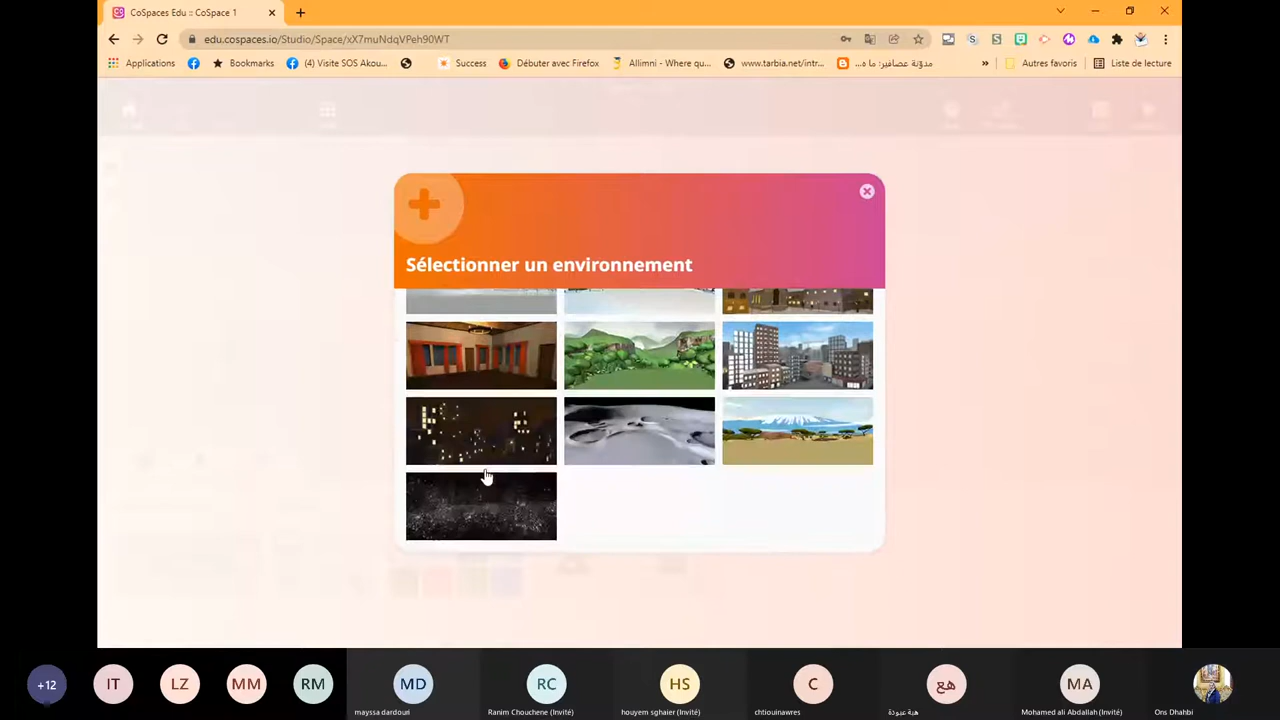 CoSpaces Edu :: CoSpace 1
edu.cospaces.io/Studio/Space/xX7muNdqVPeh90WT
Applications
Bookmarks
(1) Visite SOS Akou...
Success
Débuter avec Firefox
Allimni - Where qu...
www.tarbia.net/intr...
مدوّنة عصافير: ما ه...
»
Autres favoris
Liste de lecture
Sélectionner un environnement
+12
IT
LZ
MM
RM
MD
RC
HS
C
هع
MA
mayssa dardouri
Ranim Chouchene (Invité)
houyem sghaier (Invité)
chtiouinawres
هبة عبودة
Mohamed ali Abdallah (Invité)
Ons Dhahbi